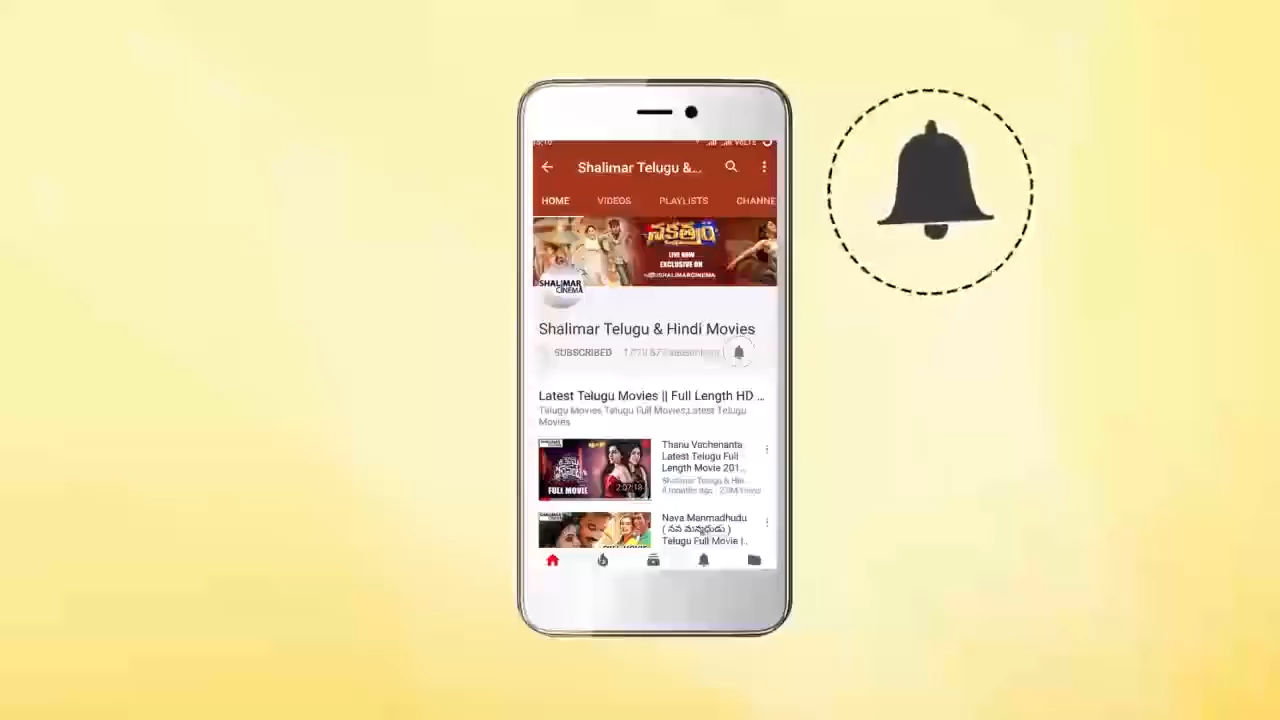 Shalimar Telugu &...
HOME VIDEOS PLAYLISTS CHANNE
నక్షత్రం
LIVE NOW
EXCLUSIVE ON
SHALIMARCINEMA
SHALIMAR
CINEMA
Shalimar Telugu & Hindi Movies
SUBSCRIBED
Latest Telugu Movies || Full Length HD ...
Telugu Movies,Telugu Full Movies,Latest Telugu
Movies
Thanu Vachenanta
Latest Telugu Full
Length Movie 201...
Shalimar Telugu & Hin..
FULL MOVIE
2:07:18
Nava Manmadhudu
( నవ మన్మధుడు )
Telugu Full Movie |..